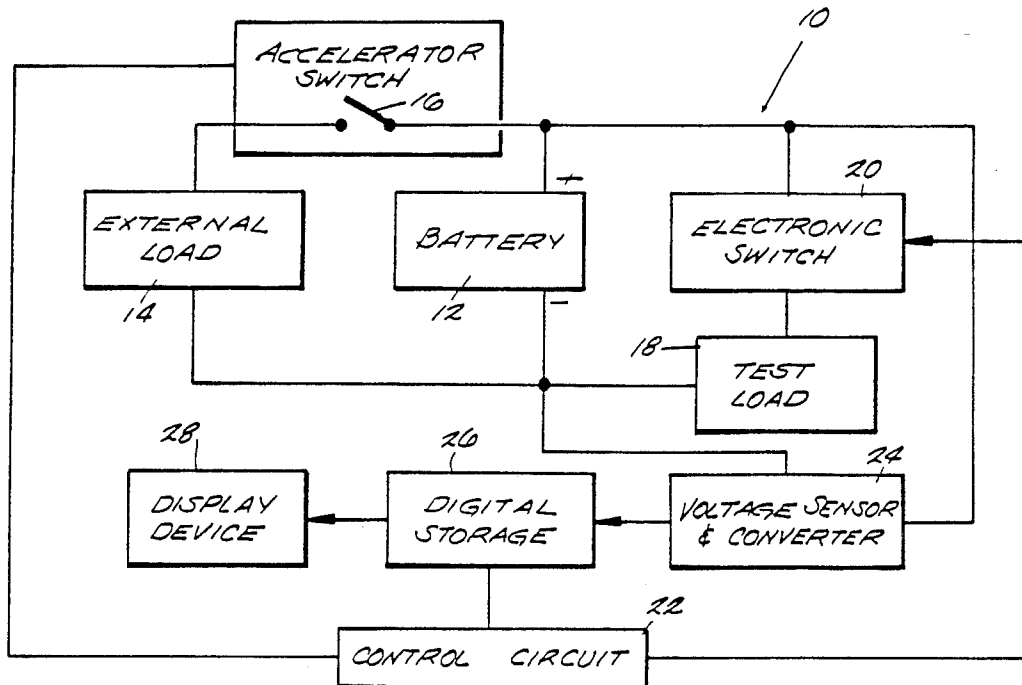 10
ACCELERATOR
SWITCH
16
+
20
EXTERNAL
LOAD
BATTERY
ELECTRONIC
SWITCH
14
12
-
18
TEST
LOAD
28
26
24
DISPLAY
DEVICE
DIGITAL
STORAGE
VOLTAGE SENSOR
& CONVERTER
22
CONTROL CIRCUIT